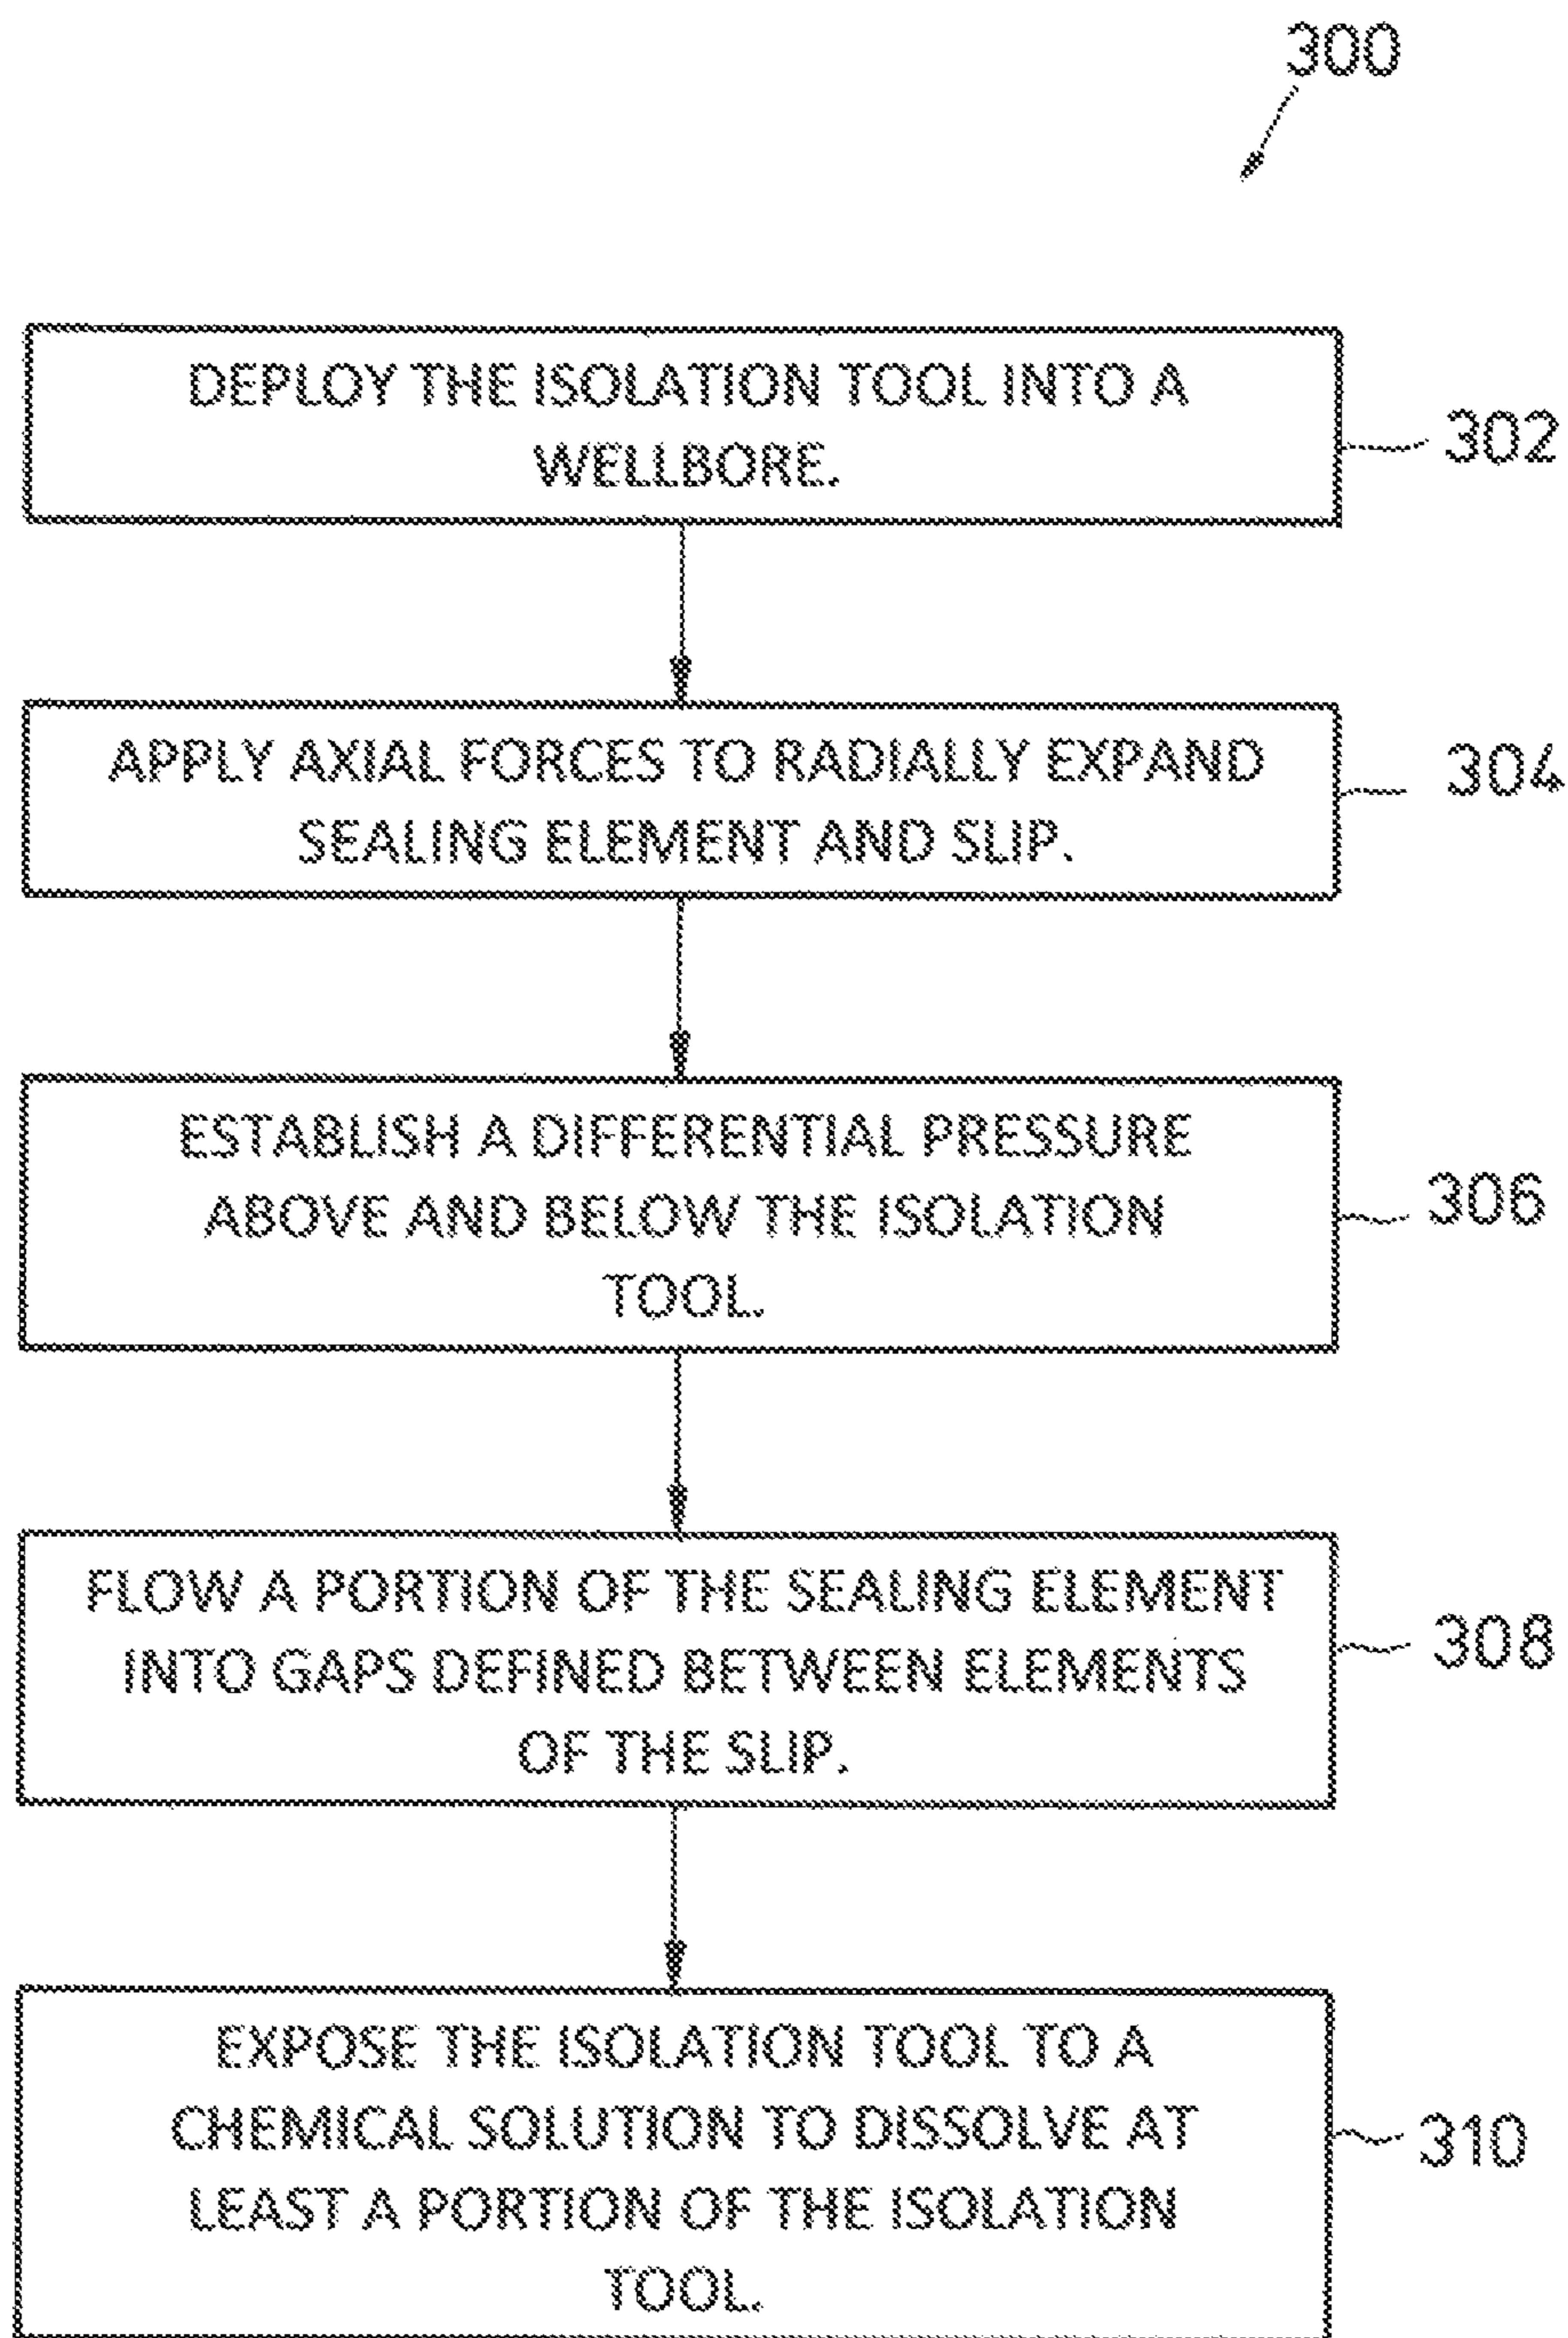 300
DEPLOY THE ISOLATION TOOL INTO A
WELLBORE.
302
APPLY AXIAL FORCES TO RADIALLY EXPAND
SEALING ELEMENT AND SLIP.
304
ESTABLISH A DIFFERENTIAL PRESSURE
ABOVE AND BELOW THE ISOLATION
TOOL.
306
FLOW A PORTION OF THE SEALING ELEMENT
INTO GAPS DEFINED BETWEEN ELEMENTS
OF THE SLIP.
308
EXPOSE THE ISOLATION TOOL TO A
CHEMICAL SOLUTION TO DISSOLVE AT
LEAST A PORTION OF THE ISOLATION
TOOL.
310